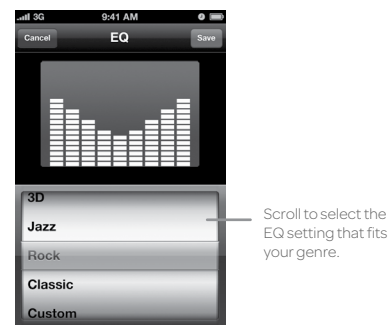 3G 9:41 AM
Cancel EQ Save
3D
Jazz
Rock
Classic
Custom
Scroll to select the
EQ setting that fits
your genre.